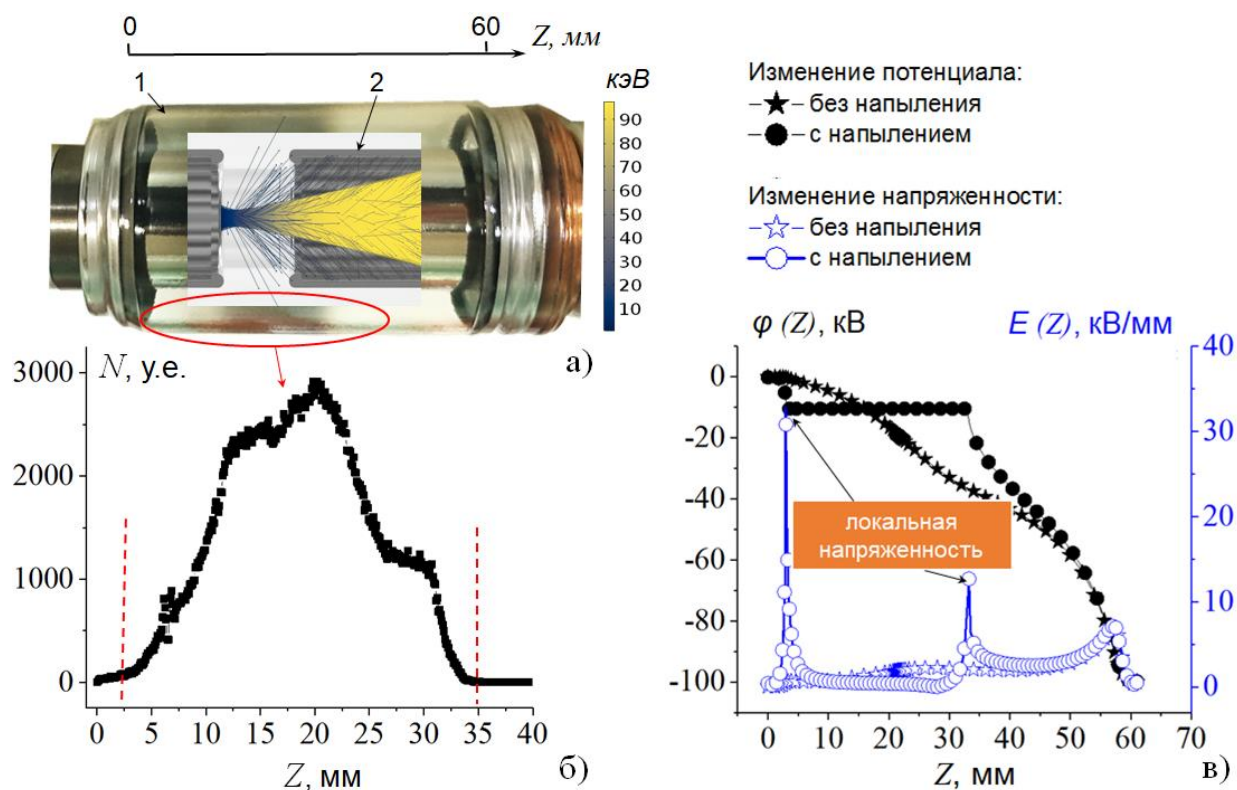 0
60
Z, мм
1
2
кэВ
90
80
70
60
50
40
30
20
10
а)
N, у.е.
3000
2000
1000
0
0 5 10 15 20 25 30 35 40
Z, мм
б)
Изменение потенциала:
без напыления
с напылением
Изменение напряженности:
без напыления
с напылением
φ (Z), кВ
E (Z), кВ/мм
0
-20
-40
-60
-80
-100
40
30
20
10
0
локальная
напряженность
0 10 20 30 40 50 60 70
Z, мм
в)